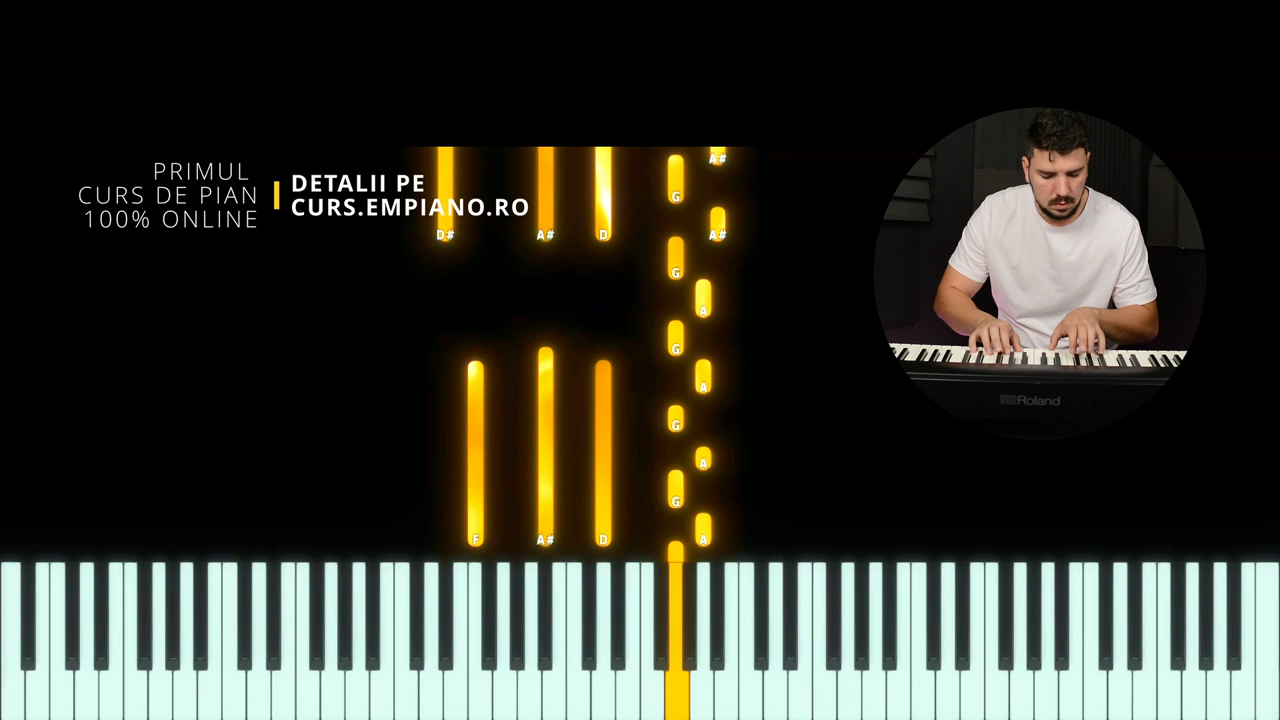 PRIMUL
CURS DE PIAN
100% ONLINE
DETALII PE
CURS.EMPIANO.RO
A#
G
D#
A#
D
A#
G
A
G
A
G
A
G
F
A#
D
A
Roland